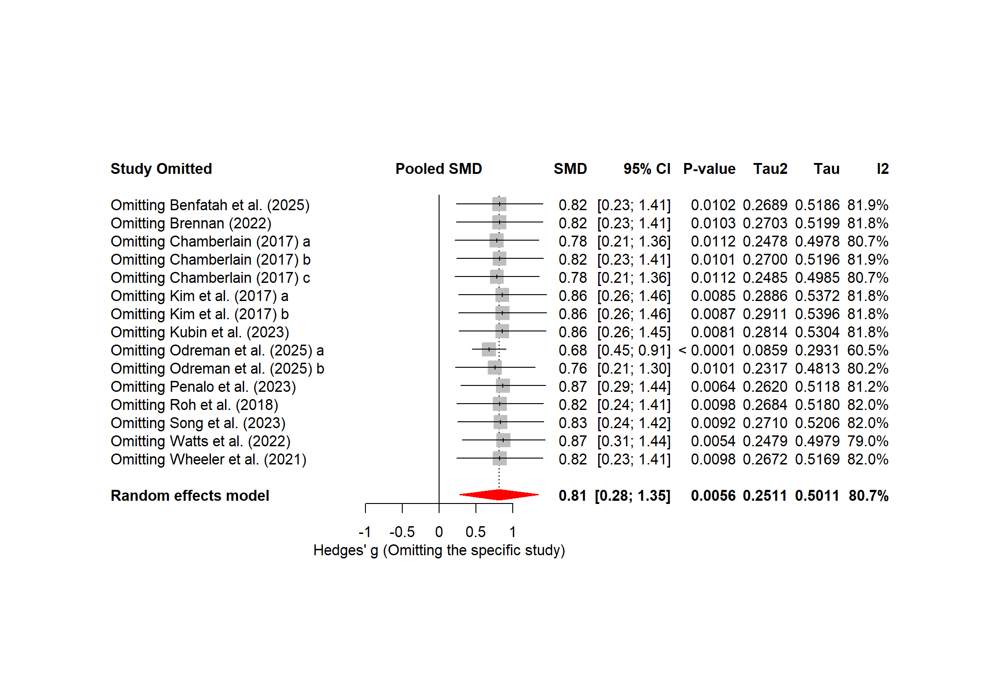 Study Omitted Pooled SMD SMD 95% CI P-value Tau2 Tau I2
Omitting Benfatah et al. (2025) 0.82 [0.23; 1.41] 0.0102 0.2689 0.5186 81.9%
Omitting Brennan (2022) 0.82 [0.23; 1.41] 0.0103 0.2703 0.5199 81.8%
Omitting Chamberlain (2017) a 0.78 [0.21; 1.36] 0.0112 0.2478 0.4978 80.7%
Omitting Chamberlain (2017) b 0.82 [0.23; 1.41] 0.0101 0.2700 0.5196 81.9%
Omitting Chamberlain (2017) c 0.78 [0.21; 1.36] 0.0112 0.2485 0.4985 80.7%
Omitting Kim et al. (2017) a 0.86 [0.26; 1.46] 0.0085 0.2886 0.5372 81.8%
Omitting Kim et al. (2017) b 0.86 [0.26; 1.46] 0.0087 0.2911 0.5396 81.8%
Omitting Kubin et al. (2023) 0.86 [0.26; 1.45] 0.0081 0.2814 0.5304 81.8%
Omitting Odreman et al. (2025) a 0.68 [0.45; 0.91] < 0.0001 0.0859 0.2931 60.5%
Omitting Odreman et al. (2025) b 0.76 [0.21; 1.30] 0.0101 0.2317 0.4813 80.2%
Omitting Penalo et al. (2023) 0.87 [0.29; 1.44] 0.0064 0.2620 0.5118 81.2%
Omitting Roh et al. (2018) 0.82 [0.24; 1.41] 0.0098 0.2684 0.5180 82.0%
Omitting Song et al. (2023) 0.83 [0.24; 1.42] 0.0092 0.2710 0.5206 82.0%
Omitting Watts et al. (2022) 0.87 [0.31; 1.44] 0.0054 0.2479 0.4979 79.0%
Omitting Wheeler et al. (2021) 0.82 [0.23; 1.41] 0.0098 0.2672 0.5169 82.0%
Random effects model 0.81 [0.28; 1.35] 0.0056 0.2511 0.5011 80.7%
-1 -0.5 0 0.5 1
Hedges' g (Omitting the specific study)